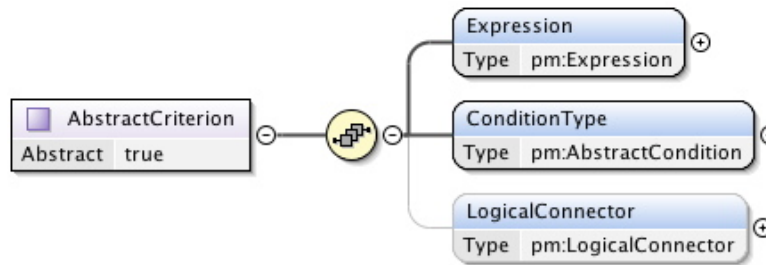 AbstractCriterion
Abstract true
Expression
Type pm:Expression
ConditionType
Type pm:AbstractCondition
LogicalConnector
Type pm:LogicalConnector